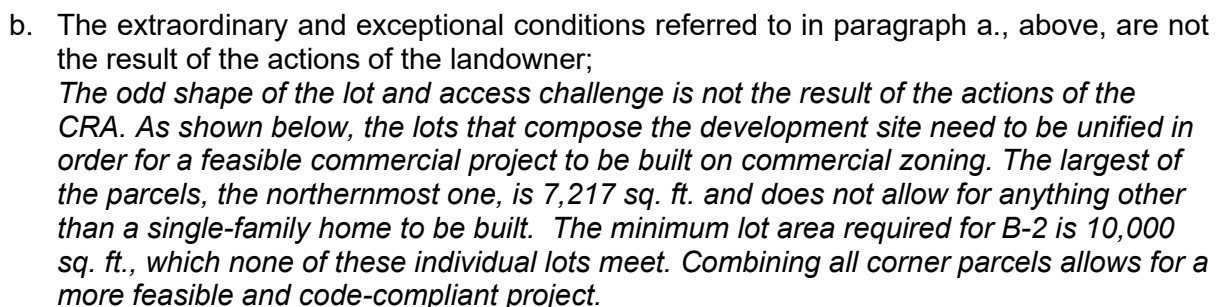 b. The extraordinary and exceptional conditions referred to in paragraph a., above, are not
the result of the actions of the landowner;
The odd shape of the lot and access challenge is not the result of the actions of the
CRA. As shown below, the lots that compose the development site need to be unified in
order for a feasible commercial project to be built on commercial zoning. The largest of
the parcels, the northernmost one, is 7,217 sq. ft. and does not allow for anything other
than a single-family home to be built.  The minimum lot area required for B-2 is 10,000
sq. ft., which none of these individual lots meet. Combining all corner parcels allows for a
more feasible and code-compliant project.